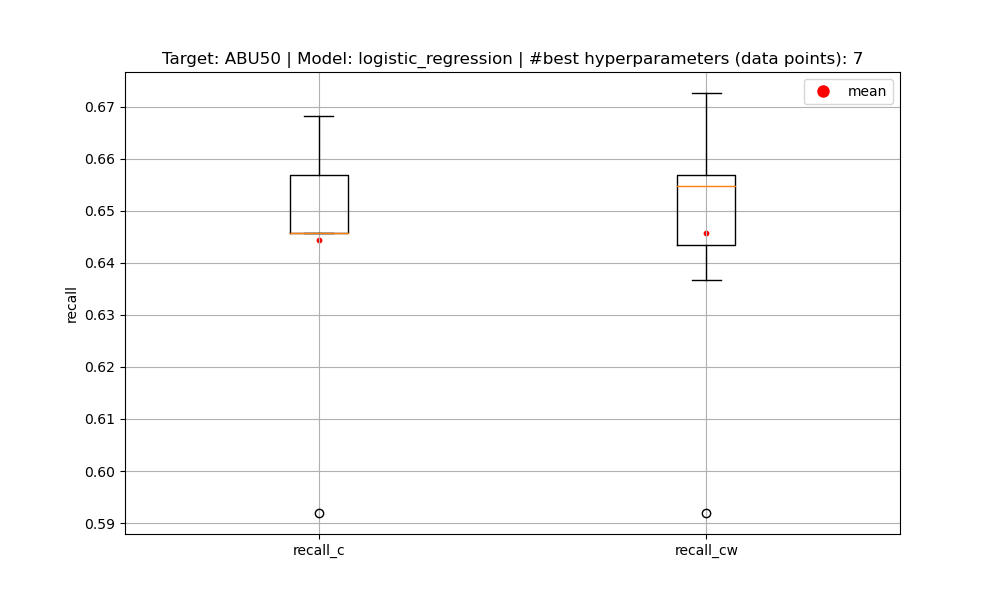 Target: ABU50 | Model: logistic_regression | #best hyperparameters (data points): 7
mean
0.67
0.66
0.65
0.64
0.63
0.62
0.61
0.60
0.59
recall
recall_c
recall_cw